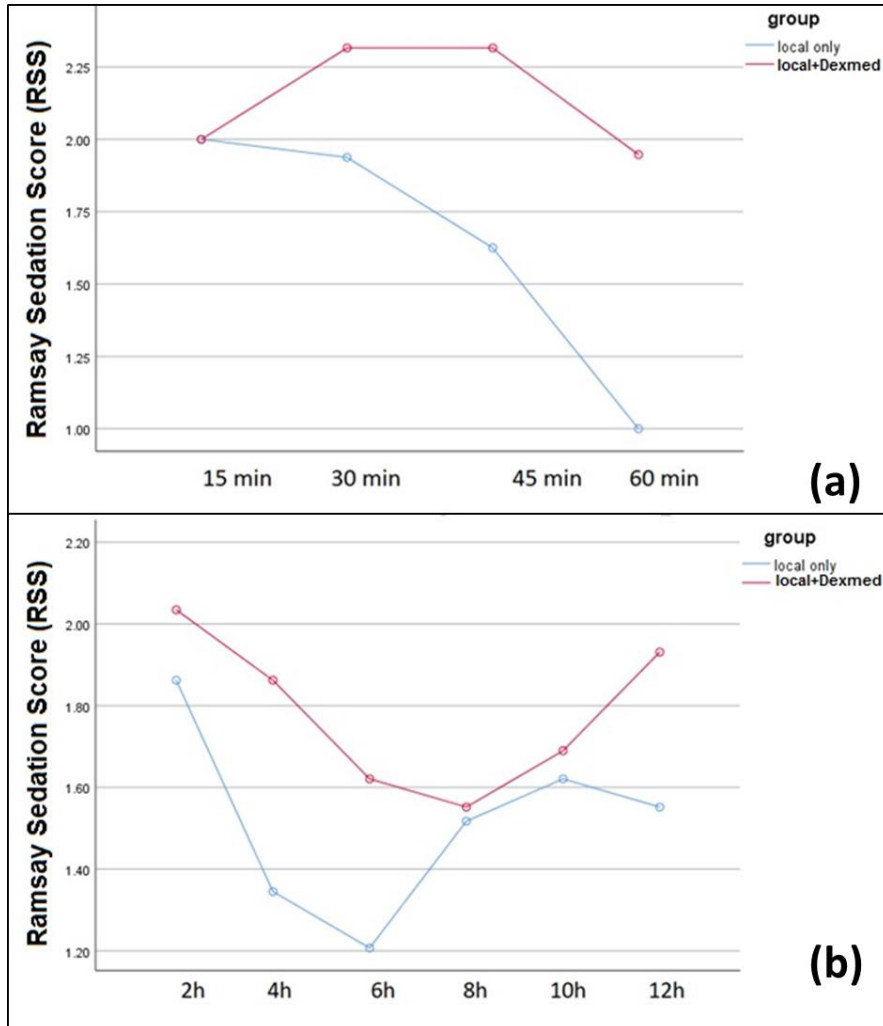 group
local only
local+Dexmed
Ramsay Sedation Score (RSS)
2.25
2.00
1.75
1.50
1.25
1.00
15 min 30 min 45 min 60 min
(a)
group
local only
local+Dexmed
Ramsay Sedation Score (RSS)
2.20
2.00
1.80
1.60
1.40
1.20
2h 4h 6h 8h 10h 12h
(b)